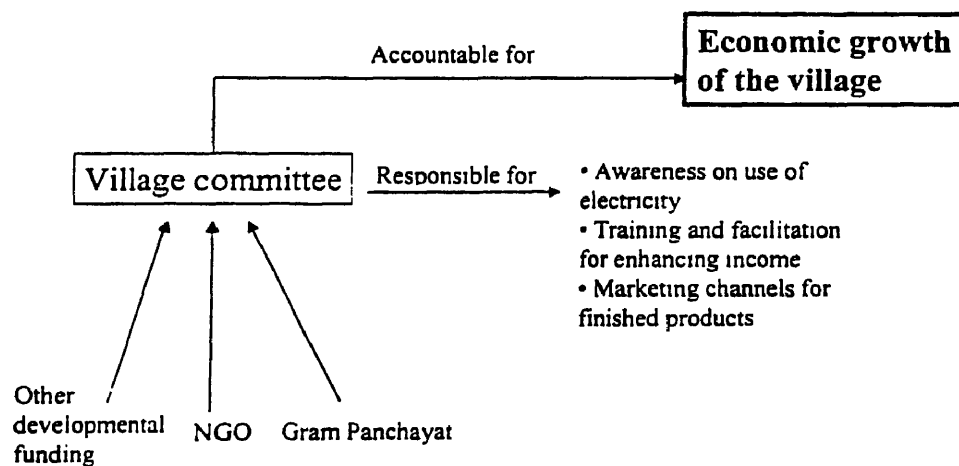 Accountable for
Economic growth
of the village
Village committee
Responsible for
• Awareness on use of
electricity
• Training and facilitation
for enhancing income
• Marketing channels for
finished products
Other
developmental
funding
NGO
Gram Panchayat